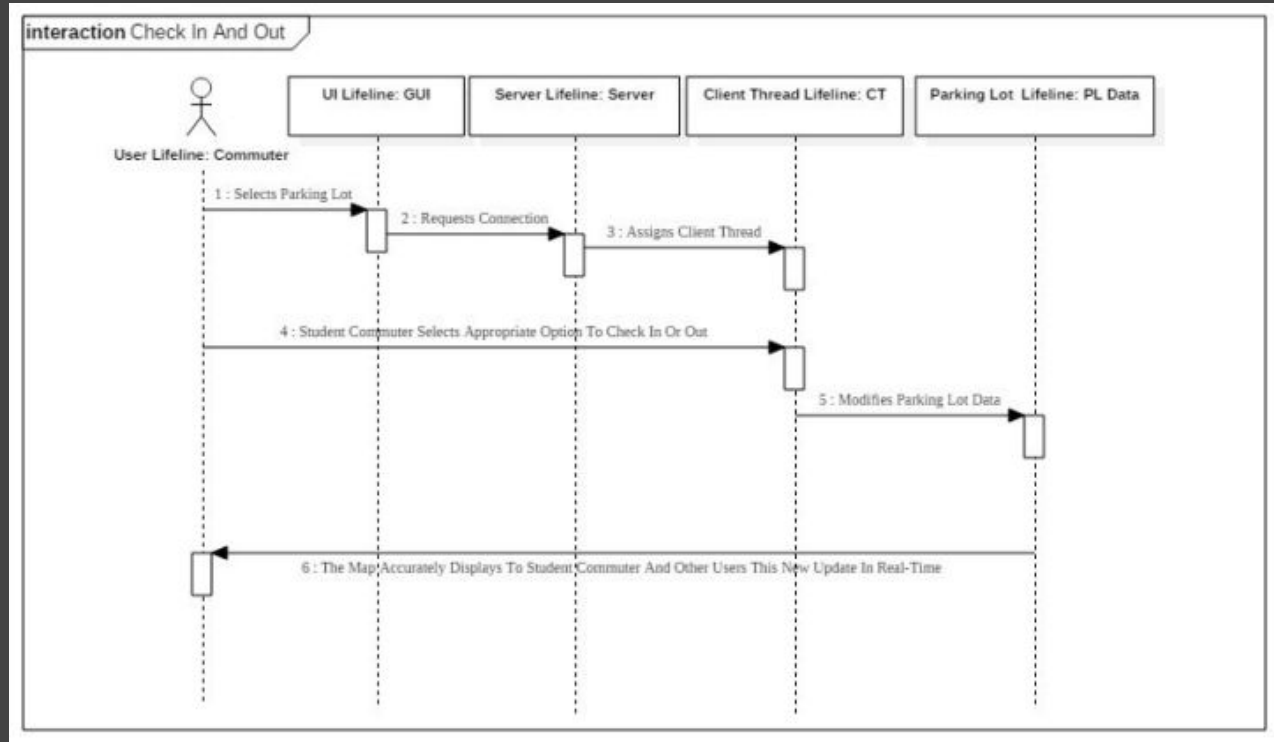 interaction Check In And Out
UI Lifeline: GUI
Server Lifeline: Server
Client Thread Lifeline: CT
Parking Lot Lifeline: PL Data
User Lifeline: Commuter
1 : Selects Parking Lot
2 : Requests Connection
3 : Assigns Client Thread
4 : Student Commuter Selects Appropriate Option To Check In Or Out
5 : Modifies Parking Lot Data
6 : The Map Accurately Displays To Student Commuter And Other Users This New Update In Real-Time